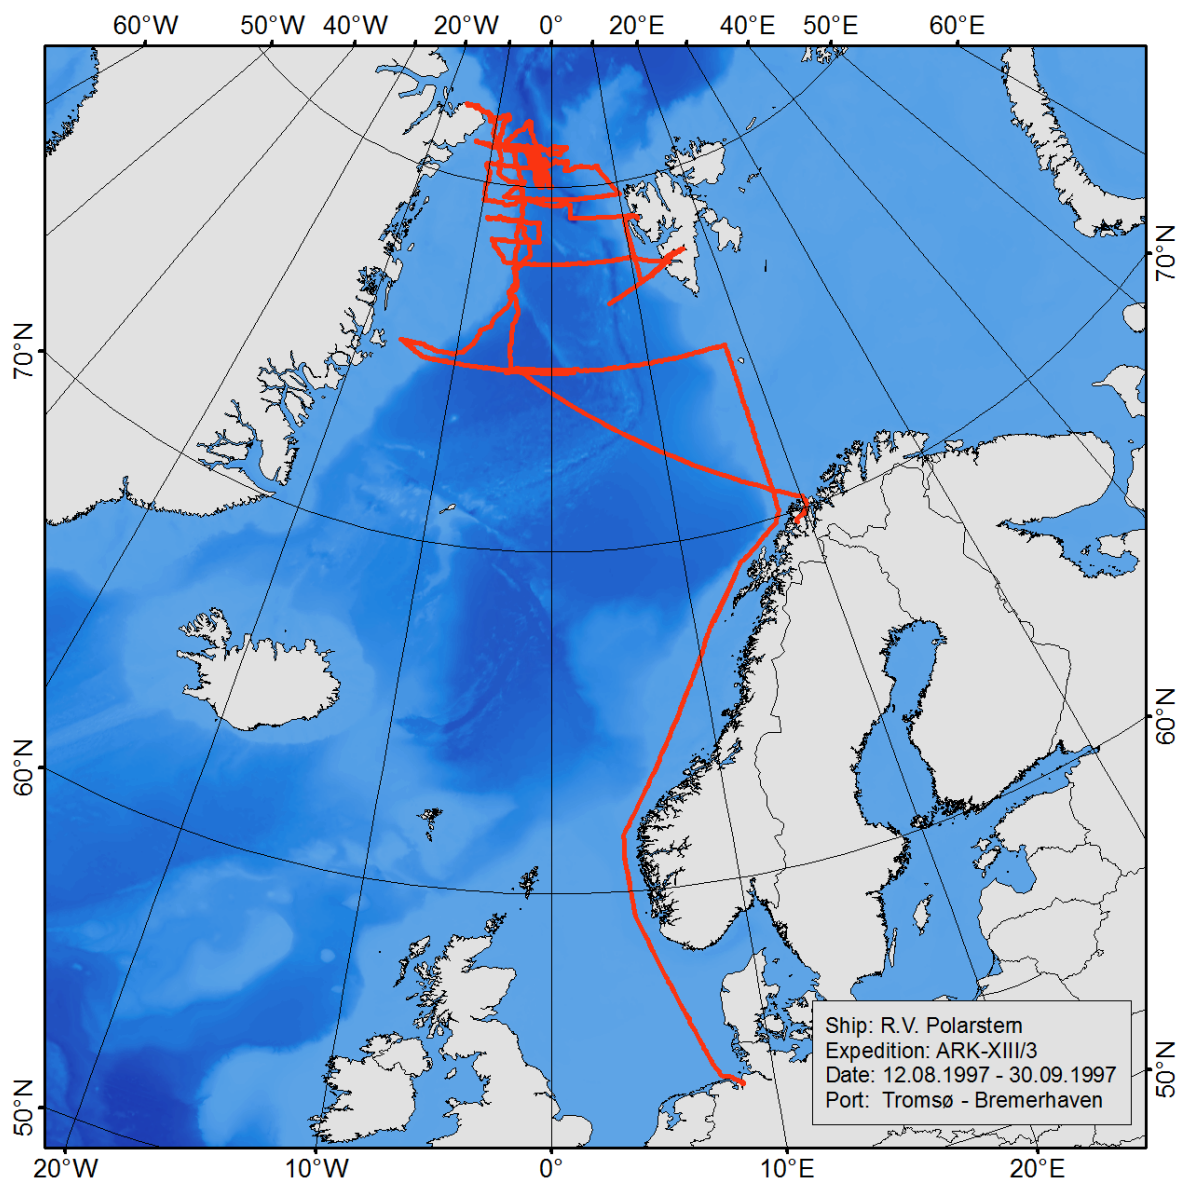 60°W 50°W 40°W 20°W 0° 20°E 40°E 50°E 60°E
70°N
70°N
60°N
60°N
50°N
50°N
Ship: R.V. Polarstern
Expedition: ARK-XIII/3
Date: 12.08.1997 - 30.09.1997
Port: Tromsø - Bremerhaven
20°W 10°W 0° 10°E 20°E